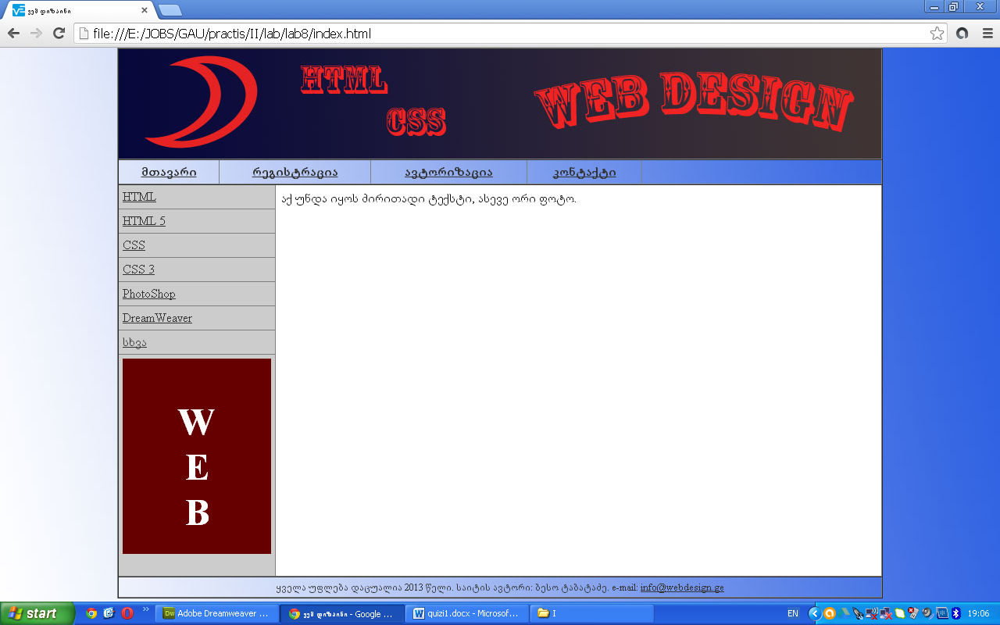 ვებ დიზაინი
file:///E:/JOBS/GAU/practis/II/lab/lab8/index.html
HTML
CSS
WEB DESIGN
მთავარი რეგისტრაცია ავტორიზაცია კონტაქტი
HTML
HTML 5
CSS
CSS 3
PhotoShop
DreamWeaver
სხვა
აქ უნდა იყოს ძირითადი ტექსტი, ასევე ორი ფოტო.
W
E
B
ყველა უფლება დაცუალია 2013 წელი. საიტის ავტორი: ბესო ტაბატაძე. e-mail: info@webdesign.ge
start Adobe Dreamweaver ... ვებ დიზაინი - Google ... quizi1.docx - Microsof... I EN 19:06